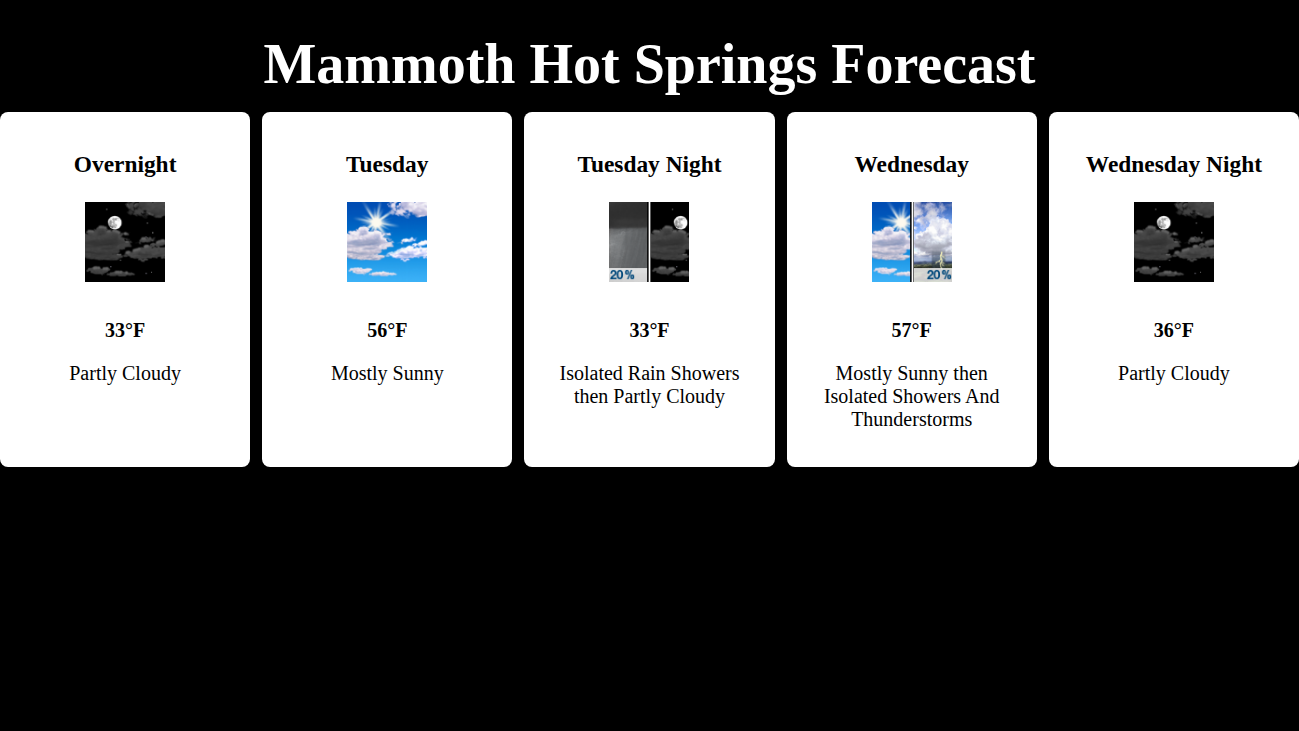 Mammoth Hot Springs Forecast
Overnight
33°F
Partly Cloudy
Tuesday
56°F
Mostly Sunny
Tuesday Night
20%
33°F
Isolated Rain Showers
then Partly Cloudy
Wednesday
20%
57°F
Mostly Sunny then
Isolated Showers And
Thunderstorms
Wednesday Night
36°F
Partly Cloudy